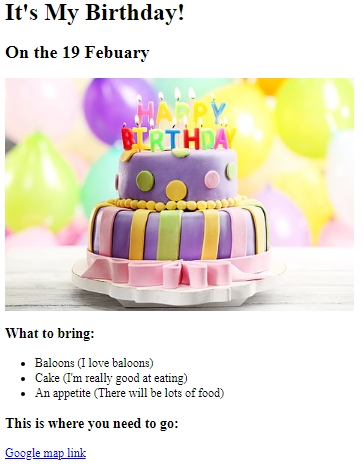 It's My Birthday!
On the 19 Febuary
HAPPY
BIRTHDAY
What to bring:
Baloons (I love baloons)
Cake (I'm really good at eating)
An appetite (There will be lots of food)
This is where you need to go:
Google map link